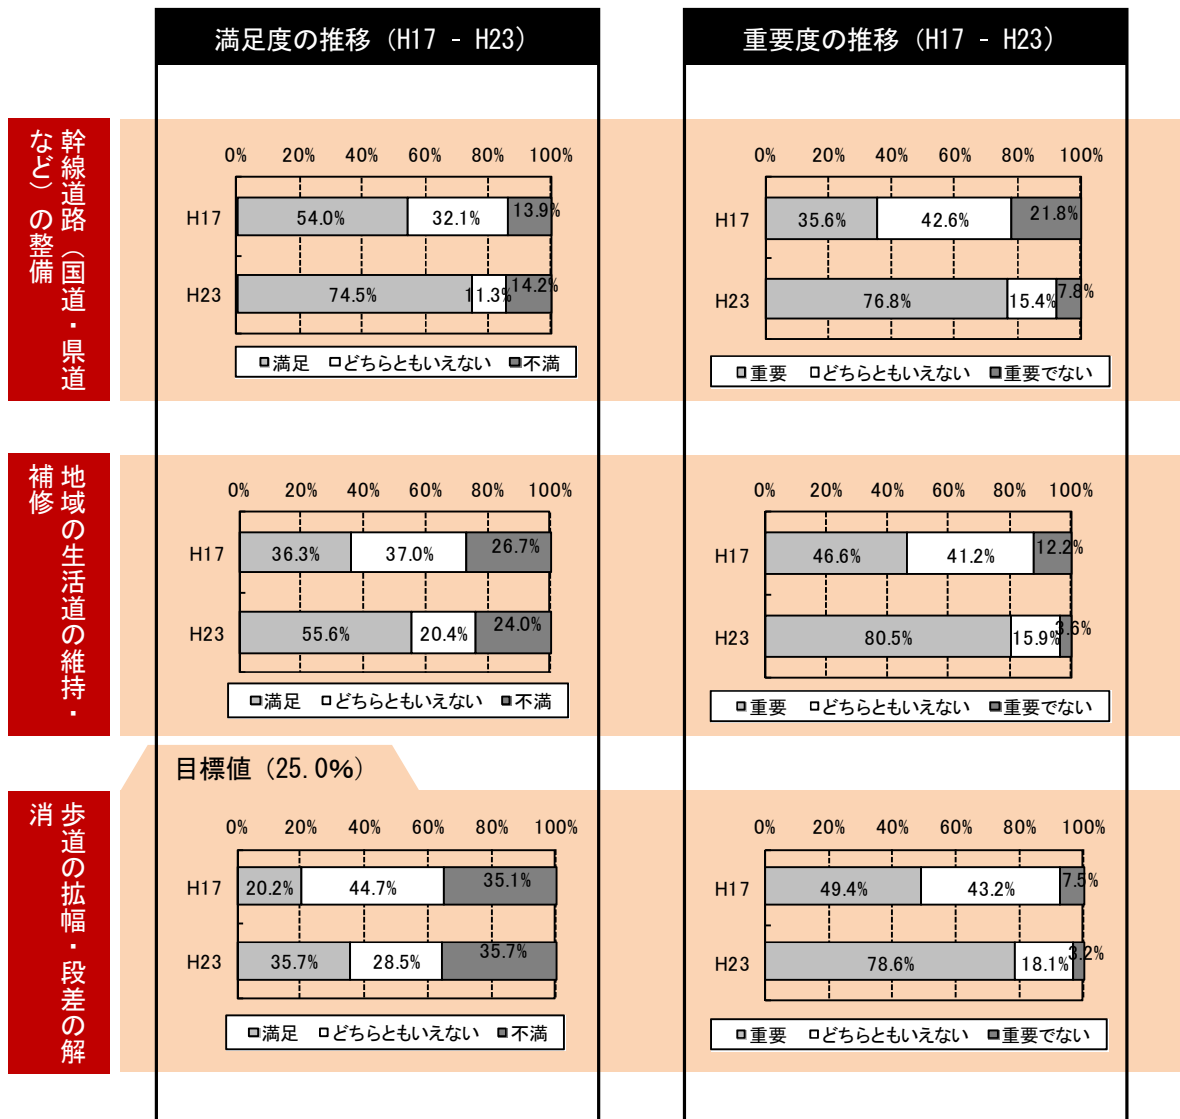 満足度の推移（H17 - H23）
重要度の推移（H17 - H23）
幹線道路（国道・県道
など）の整備
0% 20% 40% 60% 80% 100%
H17 54.0% 32.1% 13.9%
H23 74.5% 11.3% 14.2%
満足 どちらともいえない 不満
0% 20% 40% 60% 80% 100%
H17 35.6% 42.6% 21.8%
H23 76.8% 15.4% 7.8%
重要 どちらともいえない 重要でない
地域の生活道の維持・
補修
0% 20% 40% 60% 80% 100%
H17 36.3% 37.0% 26.7%
H23 55.6% 20.4% 24.0%
満足 どちらともいえない 不満
0% 20% 40% 60% 80% 100%
H17 46.6% 41.2% 12.2%
H23 80.5% 15.9% 3.6%
重要 どちらともいえない 重要でない
目標値（25.0%）
歩道の拡幅・段差の解
消
0% 20% 40% 60% 80% 100%
H17 20.2% 44.7% 35.1%
H23 35.7% 28.5% 35.7%
満足 どちらともいえない 不満
0% 20% 40% 60% 80% 100%
H17 49.4% 43.2% 7.5%
H23 78.6% 18.1% 3.2%
重要 どちらともいえない 重要でない